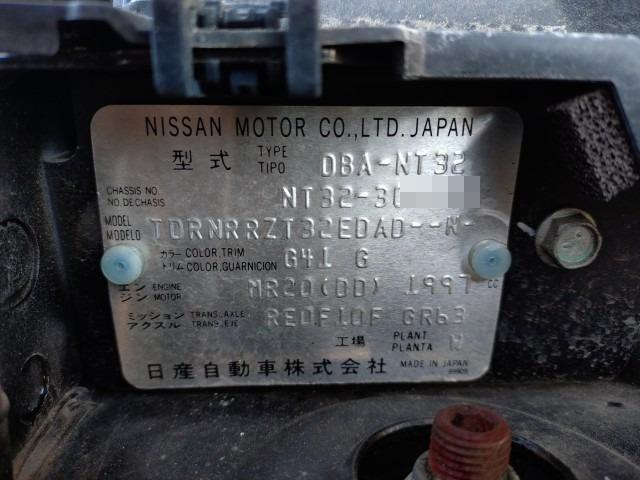 NISSAN MOTOR CO.,LTD. JAPAN
型式 TYPE TIPO DBA-NT32
CHASSIS NO. NO.DECHASIS NT32-30
MODEL MODELO TDRNRRZT32EDAD--W-
カラー COLOR,TRIM トリム COLOR,GUARNICION G41 G
エンジン ENGINE MOTOR MR20(DD) 1997 CC
ミッション TRANS.,AXLE アクスル TRANS.,EJE RE0F10F GR63
工場 PLANT PLANTA W
日産自動車株式会社 MADE IN JAPAN